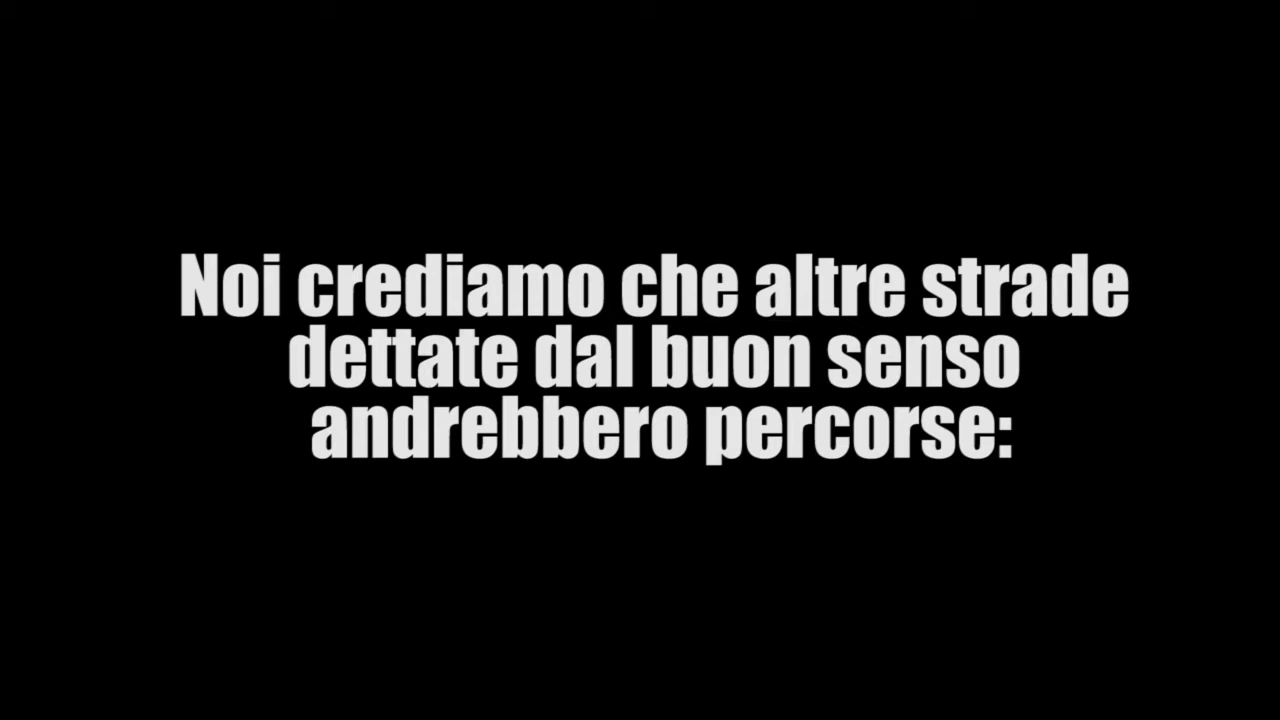 Noi crediamo che altre strade
dettate dal buon senso
andrebbero percorse: